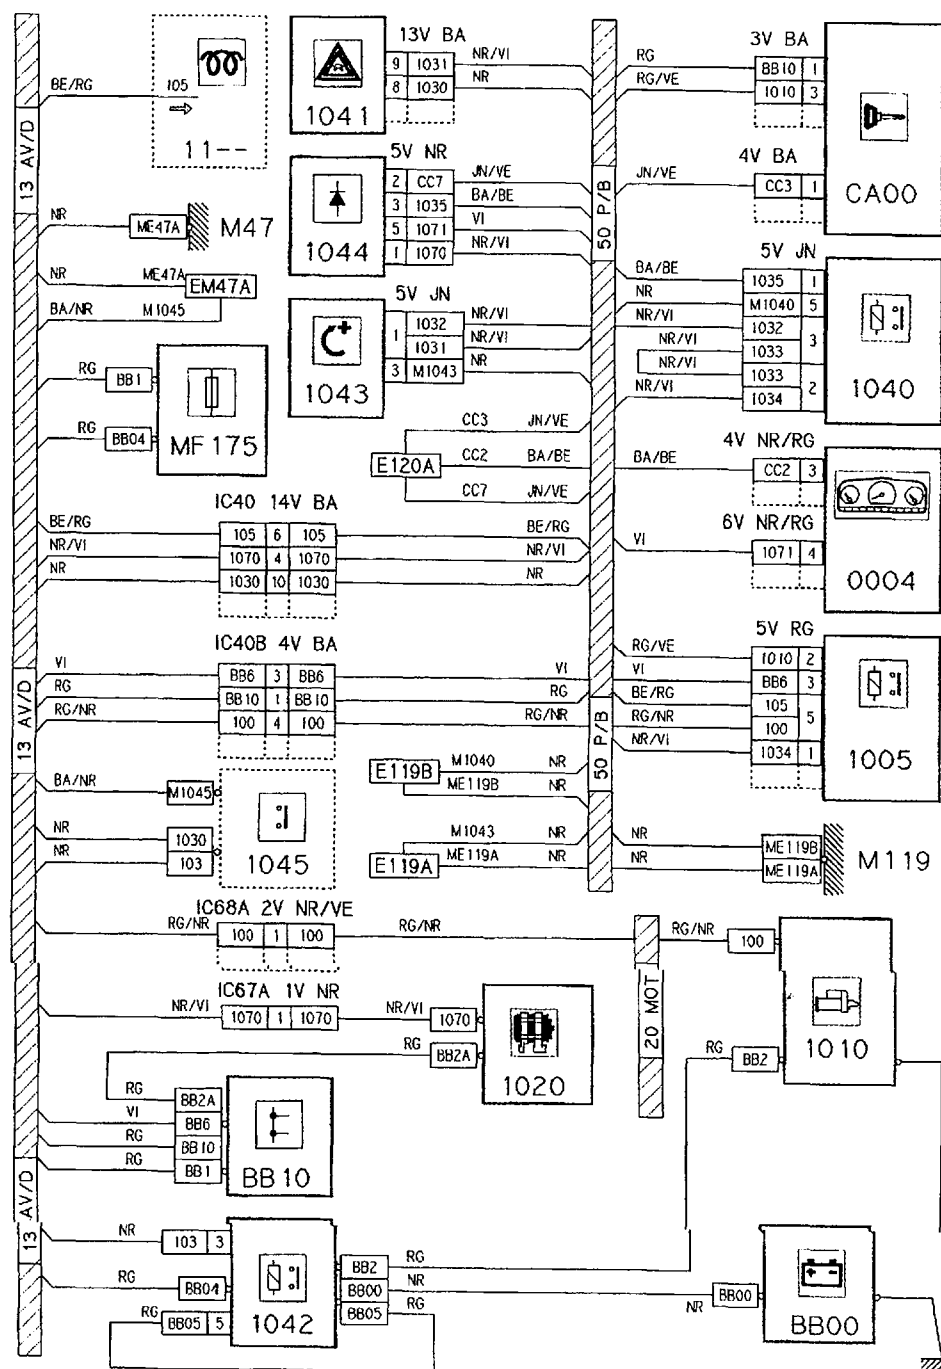 13 AV/D
BE/RG 105
11--
NR ME47A M47
NR ME47A
EM47A
BA/NR M1045
RG BB1
RG BB04
MF175
13V BA
9 1031 NR/VI
8 1030 NR
1041
5V NR
2 CC7 JN/VE
3 1035 BA/BE
5 1071 VI
1 1070 NR/VI
1044
5V JN
1 1032 NR/VI
1031 NR/VI
3 M1043 NR
1043
CC3 JN/VE
E120A CC2 BA/BE
CC7 JN/VE
50 P/B
3V BA
RG BB10 1
RG/VE 1010 3
4V BA
JN/VE CC3 1
CA00
5V JN
BA/BE 1035 1
NR M1040 5
NR/VI 1032 3
NR/VI 1033
1033 2
NR/VI 1034
1040
4V NR/RG
BA/BE CC2 3
6V NR/RG
VI 1071 4
0004
IC40 14V BA
BE/RG 105 6 105 BE/RG
NR/VI 1070 4 1070 NR/VI
NR 1030 10 1030 NR
IC40B 4V BA
VI BB6 3 BB6 VI
RG BB10 1 BB10 RG
RG/NR 100 4 100 RG/NR
13 AV/D
50 P/B
5V RG
RG/VE 1010 2
VI BB6 3
BE/RG 105 5
RG/NR 100
NR/VI 1034 1
1005
BA/NR M1045
NR 1030
NR 103
1045
E119B M1040 NR
ME119B NR
M1043 NR
E119A ME119A NR
NR ME119B
NR ME119A
M119
IC68A 2V NR/VE
RG/NR 100 1 100 RG/NR
20 MOT
RG/NR 100
RG BB2
1010
IC67A 1V NR
NR/VI 1070 1 1070 NR/VI 1070
RG BB2A
1020
RG BB2A
VI BB6
RG BB10
RG BB1
BB10
13 AV/D
NR 103 3
RG BB04
RG BB05 5
1042
BB2 RG
BB00 NR
BB05 RG
NR BB00
BB00